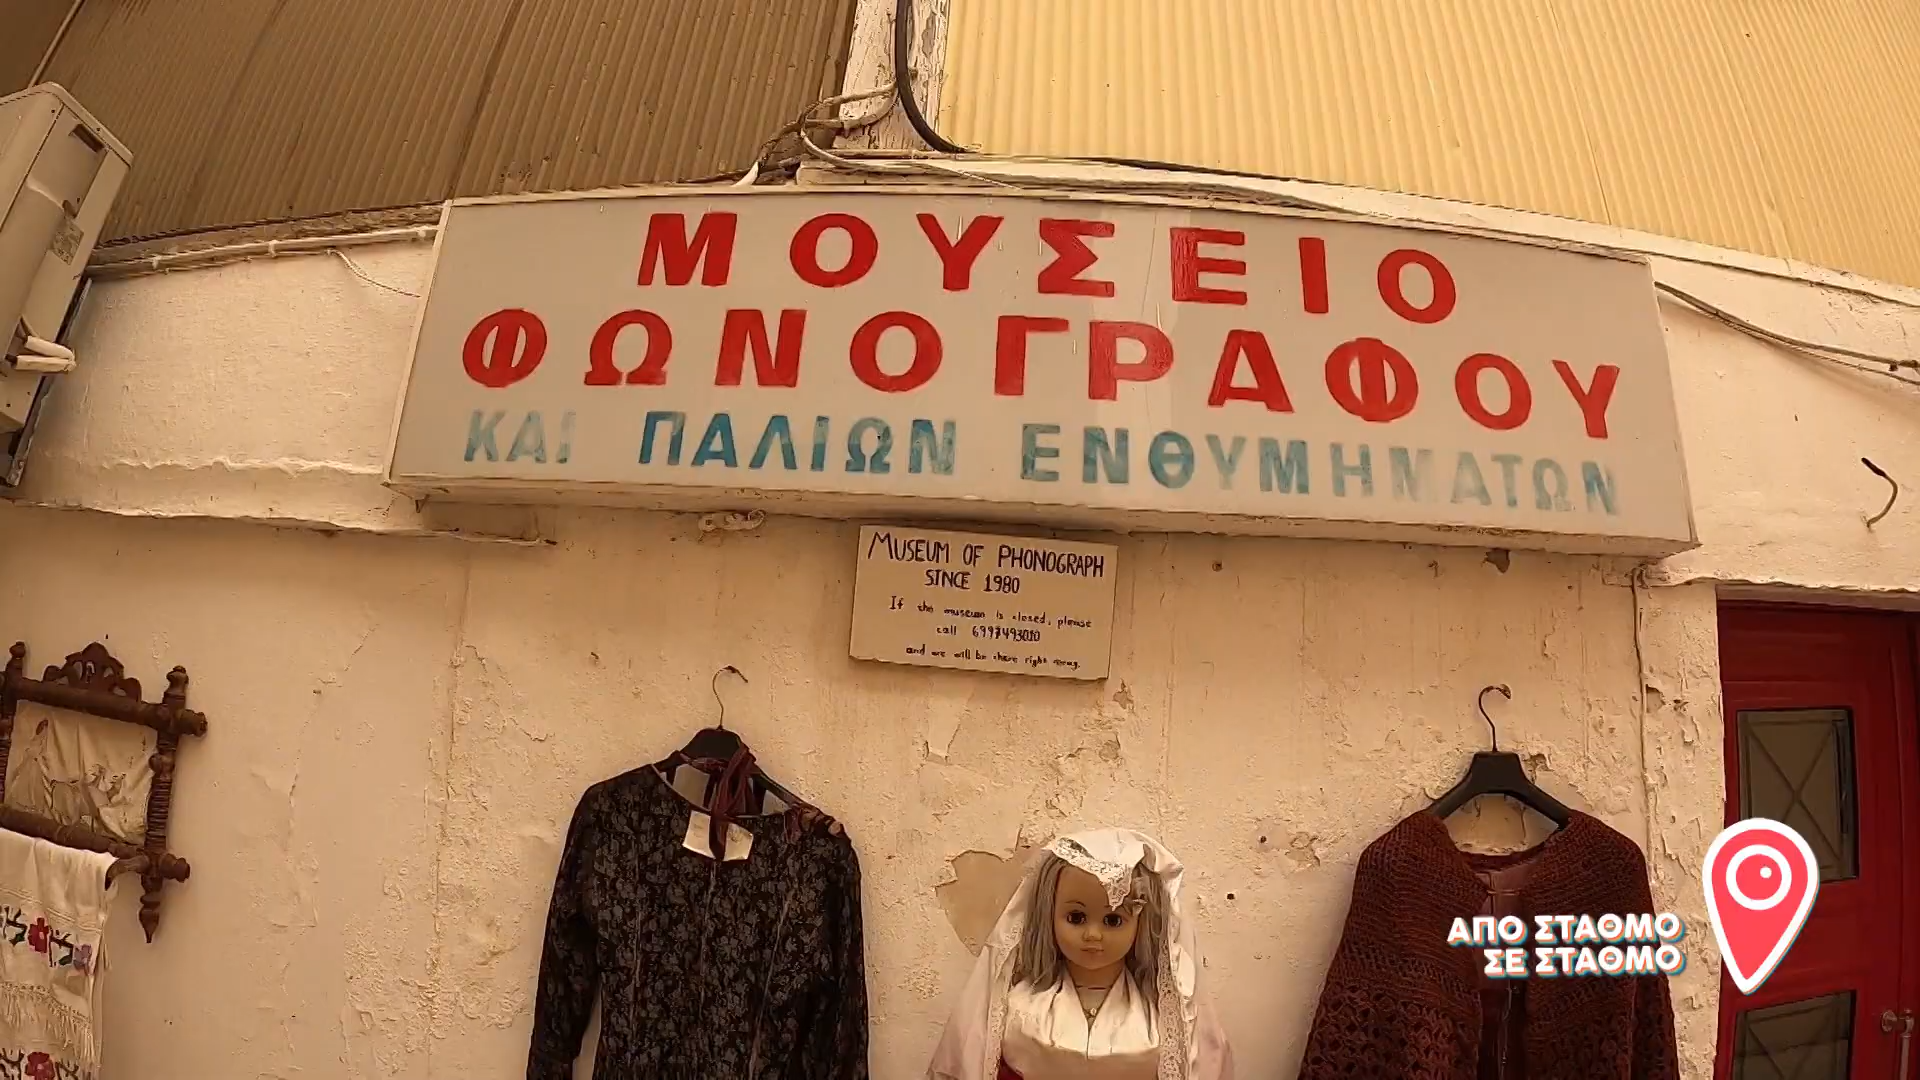 ΜΟΥΣΕΙΟ
ΦΩΝΟΓΡΑΦΟΥ
ΚΑΙ ΠΑΛΙΩΝ ΕΝΘΥΜΗΜΑΤΩΝ
MUSEUM OF PHONOGRAPH
SINCE 1980
If the museum is closed, please
call 6997493010
and we will be there right away.
ΑΠΟ ΣΤΑΘΜΟ
ΣΕ ΣΤΑΘΜΟ